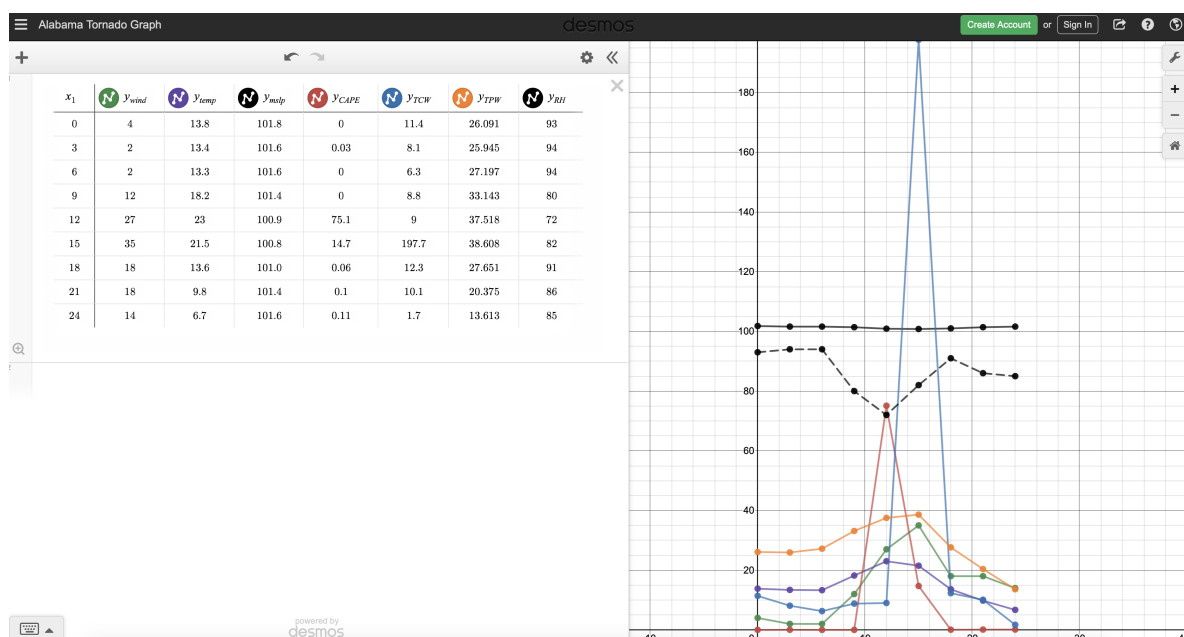 Alabama Tornado Graph desmos Create Account or Sign In
x1 ywind ytemp ymslp yCAPE yTCW yTPW yRH
0 4 13.8 101.8 0 11.4 26.091 93
3 2 13.4 101.6 0.03 8.1 25.945 94
6 2 13.3 101.6 0 6.3 27.197 94
9 12 18.2 101.4 0 8.8 33.143 80
12 27 23 100.9 75.1 9 37.518 72
15 35 21.5 100.8 14.7 197.7 38.608 82
18 18 13.6 101.0 0.06 12.3 27.651 91
21 18 9.8 101.4 0.1 10.1 20.375 86
24 14 6.7 101.6 0.11 1.7 13.613 85
powered by
desmos
180
160
140
120
100
80
60
40
20